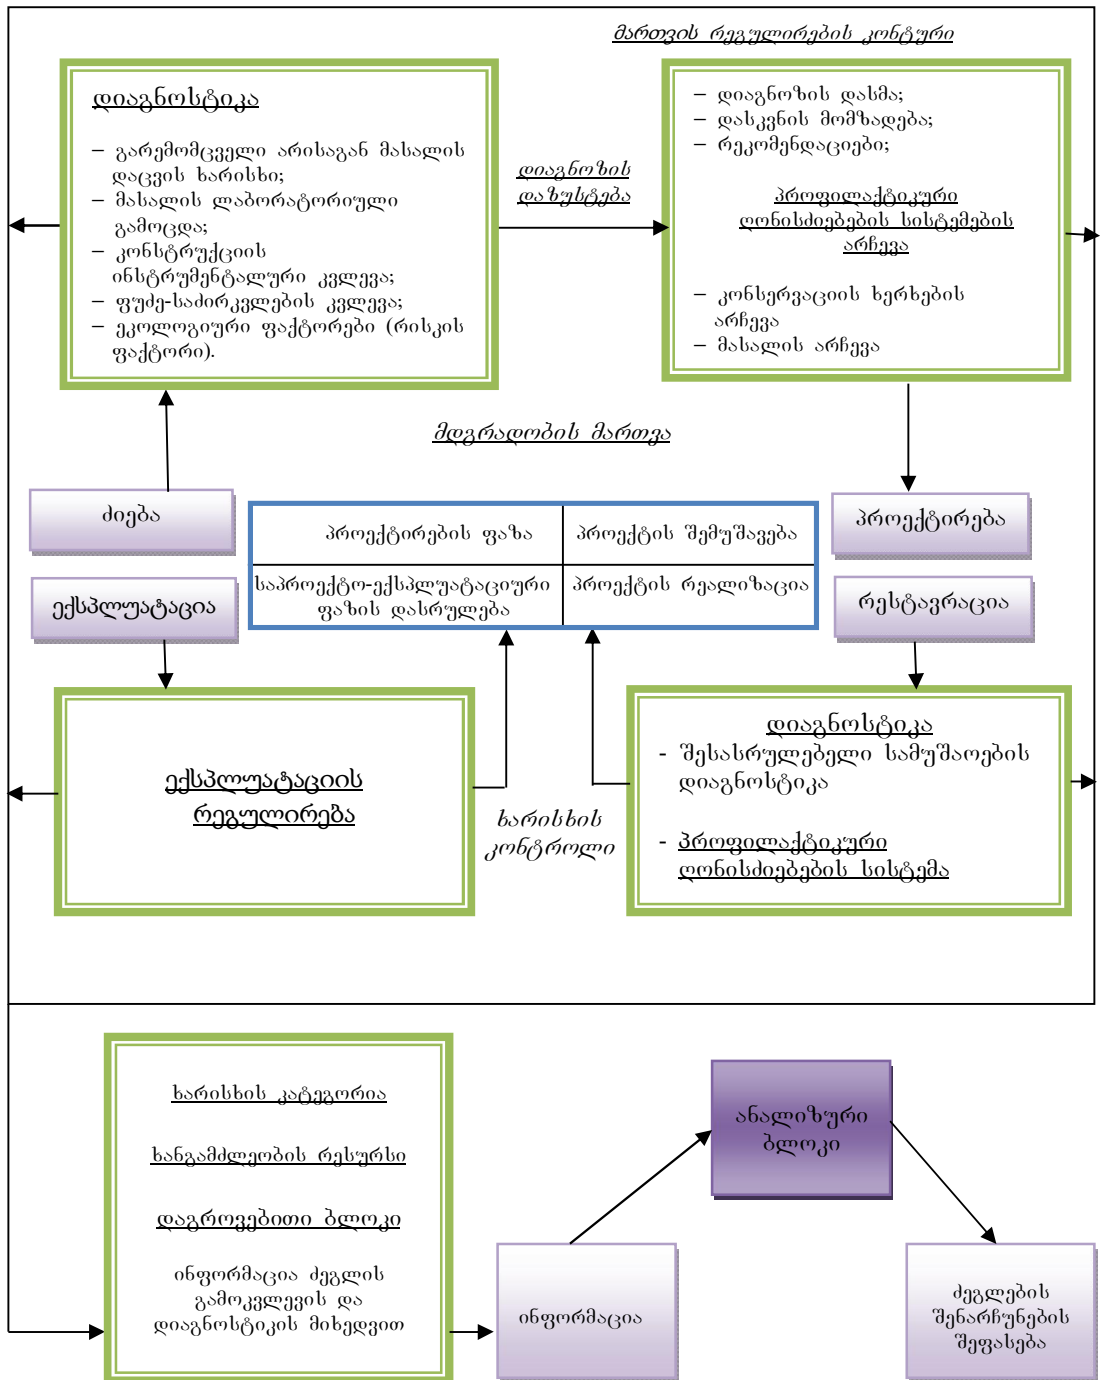 მართვის რეგულირების კონტური
დიაგნოსტიკა
– გარემომცველი არისაგან მასალის
დაცვის ხარისხი;
– მასალის ლაბორატორიული
გამოცდა;
– კონსტრუქციის
ინსტრუმენტალური კვლევა;
– ფუძე-საძირკვლების კვლევა;
– ეკოლოგიური ფაქტორები (რისკის
ფაქტორი).
დიაგნოზის
დაზუსტება
– დიაგნოზის დასმა;
– დასკვნის მომზადება;
– რეკომენდაციები;
პროფილაქტიკური
ღონისძიებების სისტემების
არჩევა
– კონსერვაციის ხერხების
არჩევა
– მასალის არჩევა
მდგრადობის მართვა
ძიება
ექსპლუატაცია
პროექტირების ფაზა
პროექტის შემუშავება
საპროექტო-ექსპლუატაციური
ფაზის დასრულება
პროექტის რეალიზაცია
პროექტირება
რესტავრაცია
ექსპლუატაციის
რეგულირება
ხარისხის
კონტროლი
დიაგნოსტიკა
- შესასრულებელი სამუშაოების
დიაგნოსტიკა
- პროფილაქტიკური
ღონისძიებების სისტემა
ხარისხის კატეგორია
ხანგამძლეობის რესურსი
დაგროვებითი ბლოკი
ინფორმაცია ძეგლის
გამოკვლევის და
დიაგნოსტიკის მიხედვით
ინფორმაცია
ანალიზური
ბლოკი
ძეგლების
შენარჩუნების
შეფასება